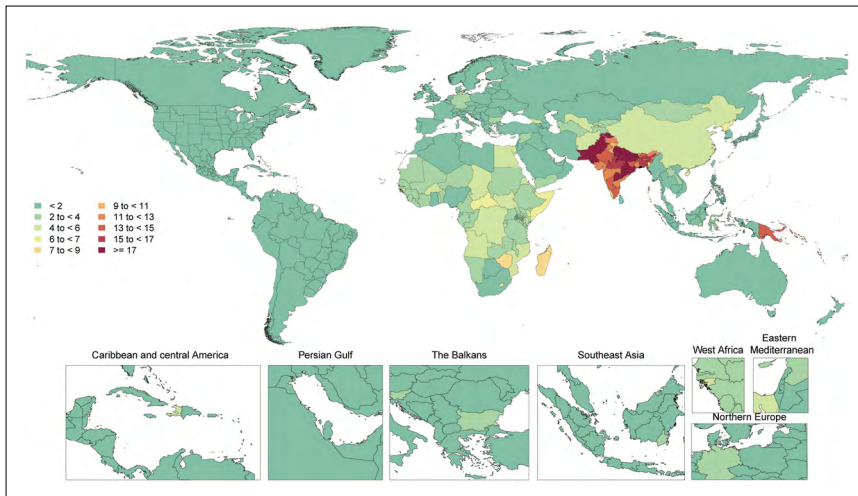 < 2
2 to < 4
4 to < 6
6 to < 7
7 to < 9
9 to < 11
11 to < 13
13 to < 15
15 to < 17
>= 17
Caribbean and central America
Persian Gulf
The Balkans
Southeast Asia
West Africa
Eastern
Mediterranean
Northern Europe